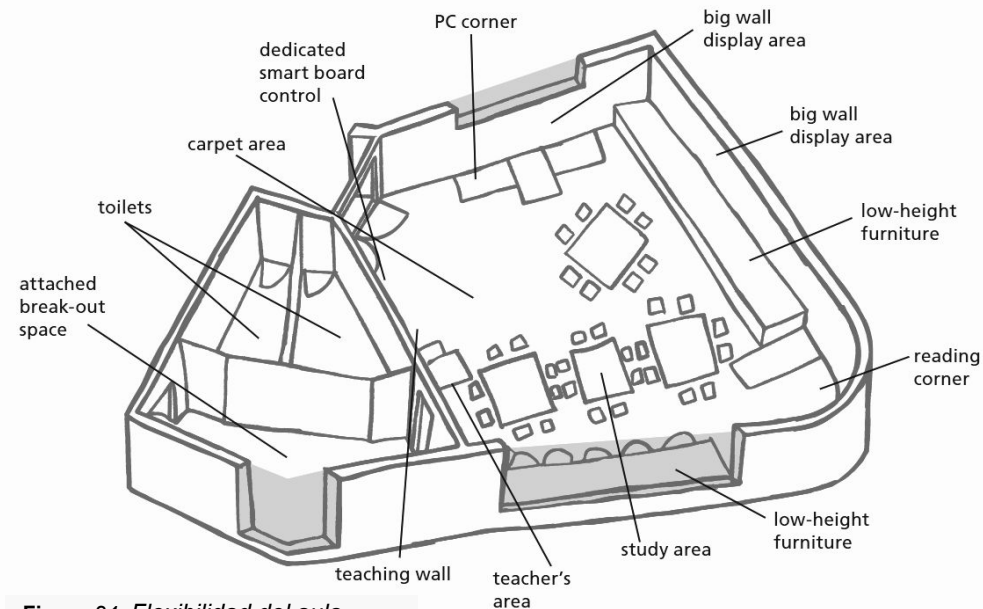 PC corner
big wall
display area
dedicated
smart board
control
big wall
display area
carpet area
toilets
low-height
furniture
attached
break-out
space
reading
corner
low-height
furniture
study area
teaching wall
teacher's
area